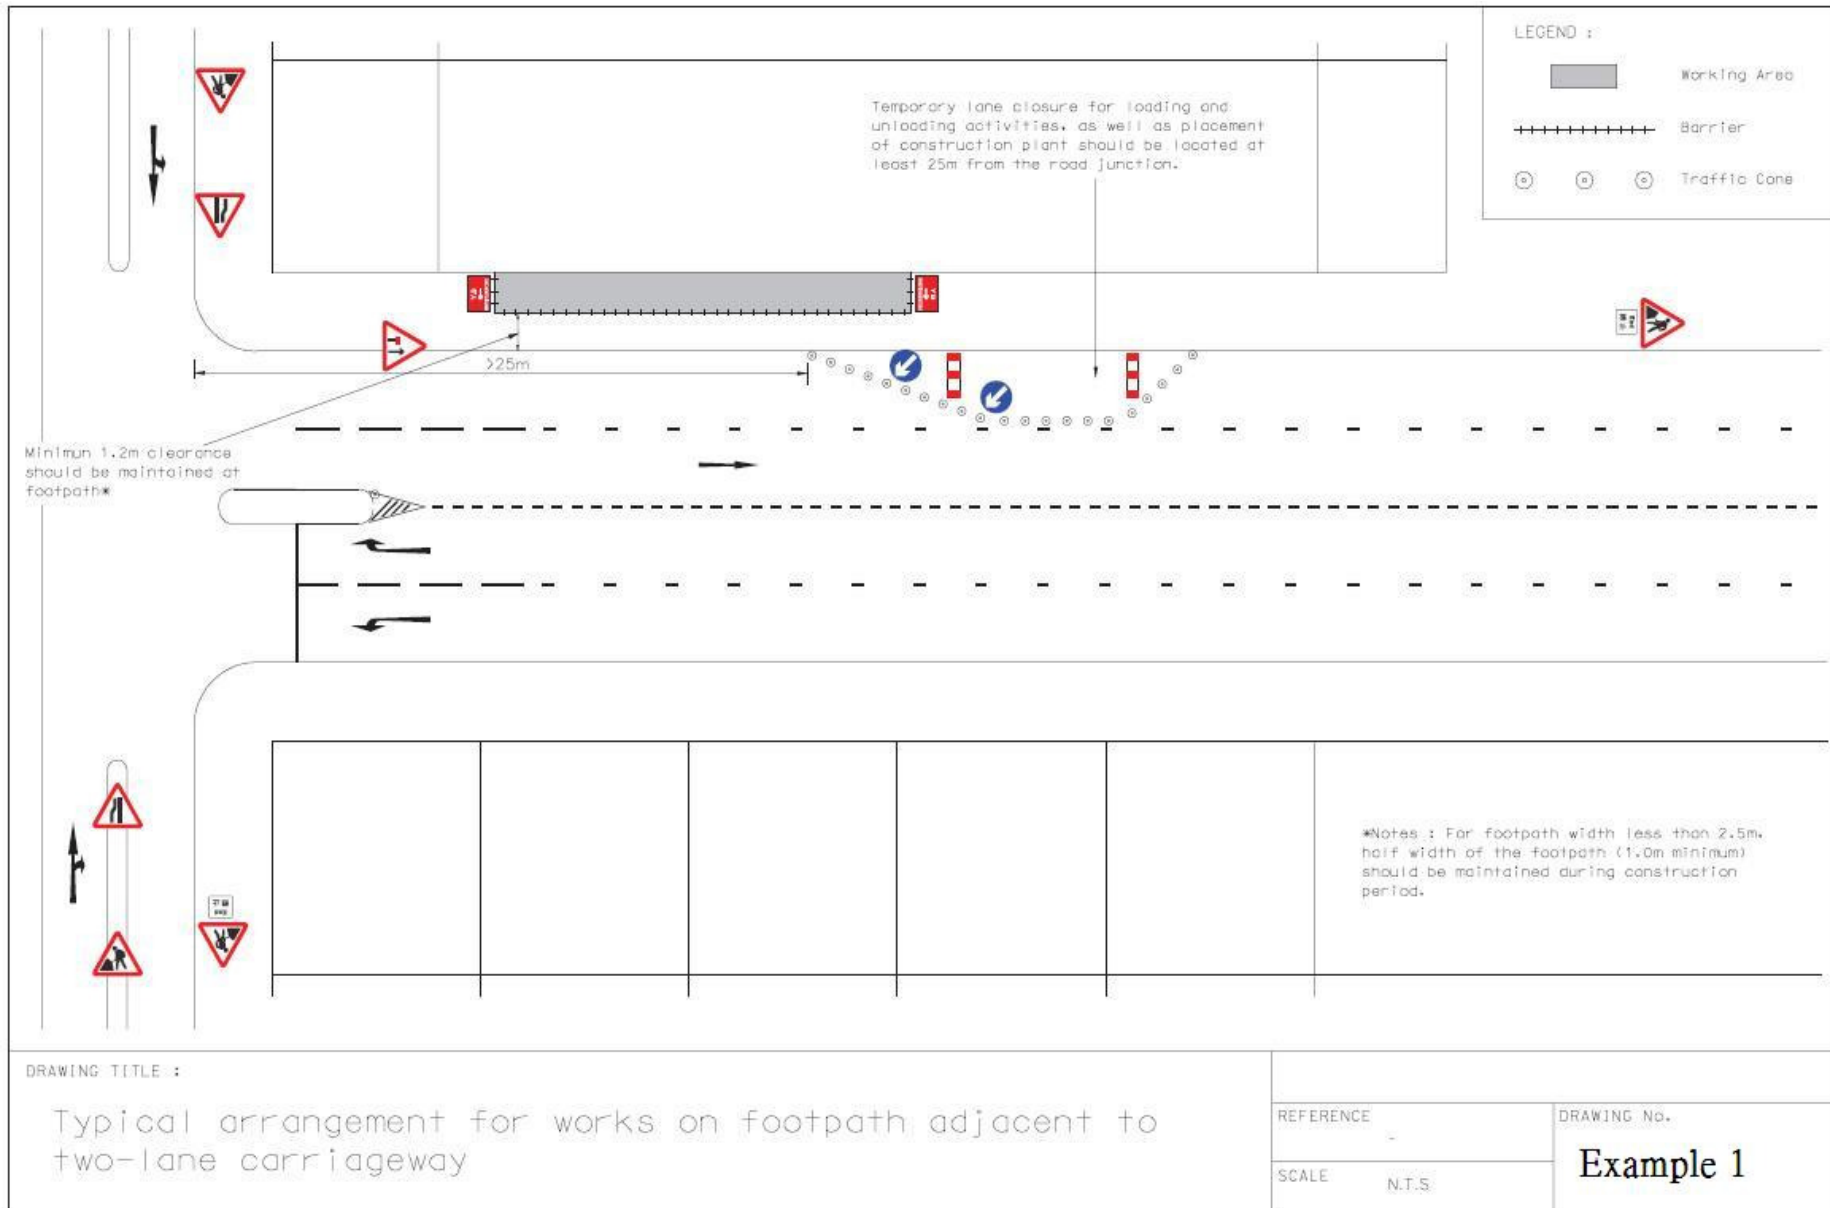 LEGEND :
Working Area
Barrier
Traffic Cone
Temporary lane closure for loading and
unloading activities, as well as placement
of construction plant should be located at
least 25m from the road junction.
>25m
Minimun 1.2m clearance
should be maintained at
footpath*
*Notes : For footpath width less than 2.5m,
half width of the footpath (1.0m minimum)
should be maintained during construction
period.
DRAWING TITLE :
Typical arrangement for works on footpath adjacent to
two-lane carriageway
REFERENCE
-
SCALE N.T.S
DRAWING No.
Example 1